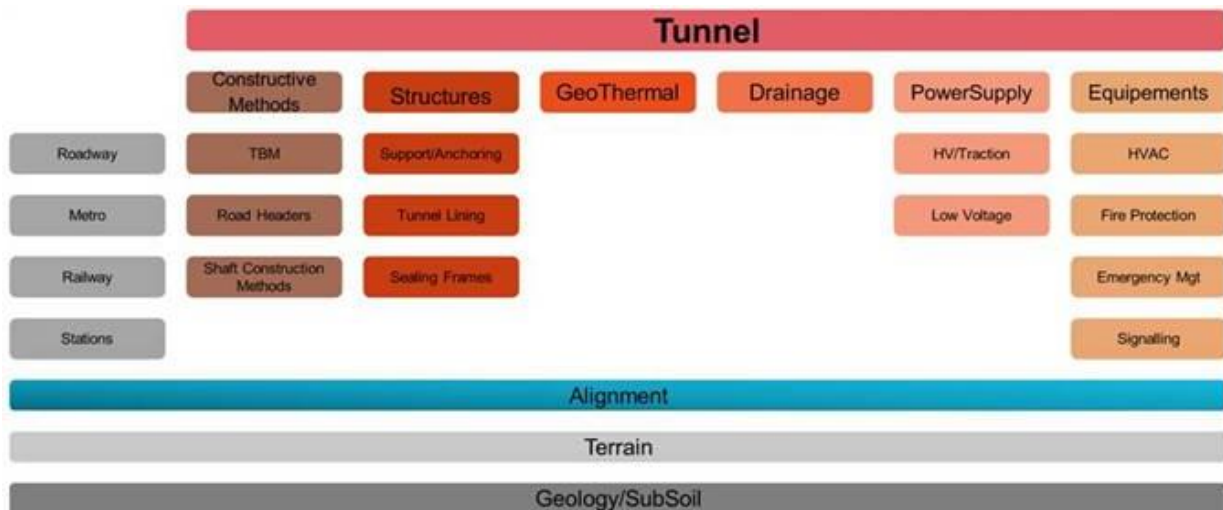 Tunnel
Constructive
Methods
Structures
GeoThermal
Drainage
PowerSupply
Equipements
Roadway
TBM
Support/Anchoring
HV/Traction
HVAC
Metro
Road Headers
Tunnel Lining
Low Voltage
Fire Protection
Railway
Shaft Construction
Methods
Sealing Frames
Emergency Mgt
Stations
Signalling
Alignment
Terrain
Geology/SubSoil